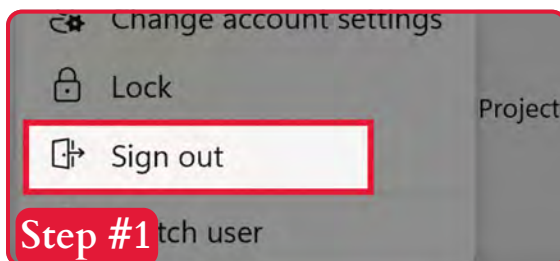 Change account settings
Lock
Project
Sign out
Step #1
tch user